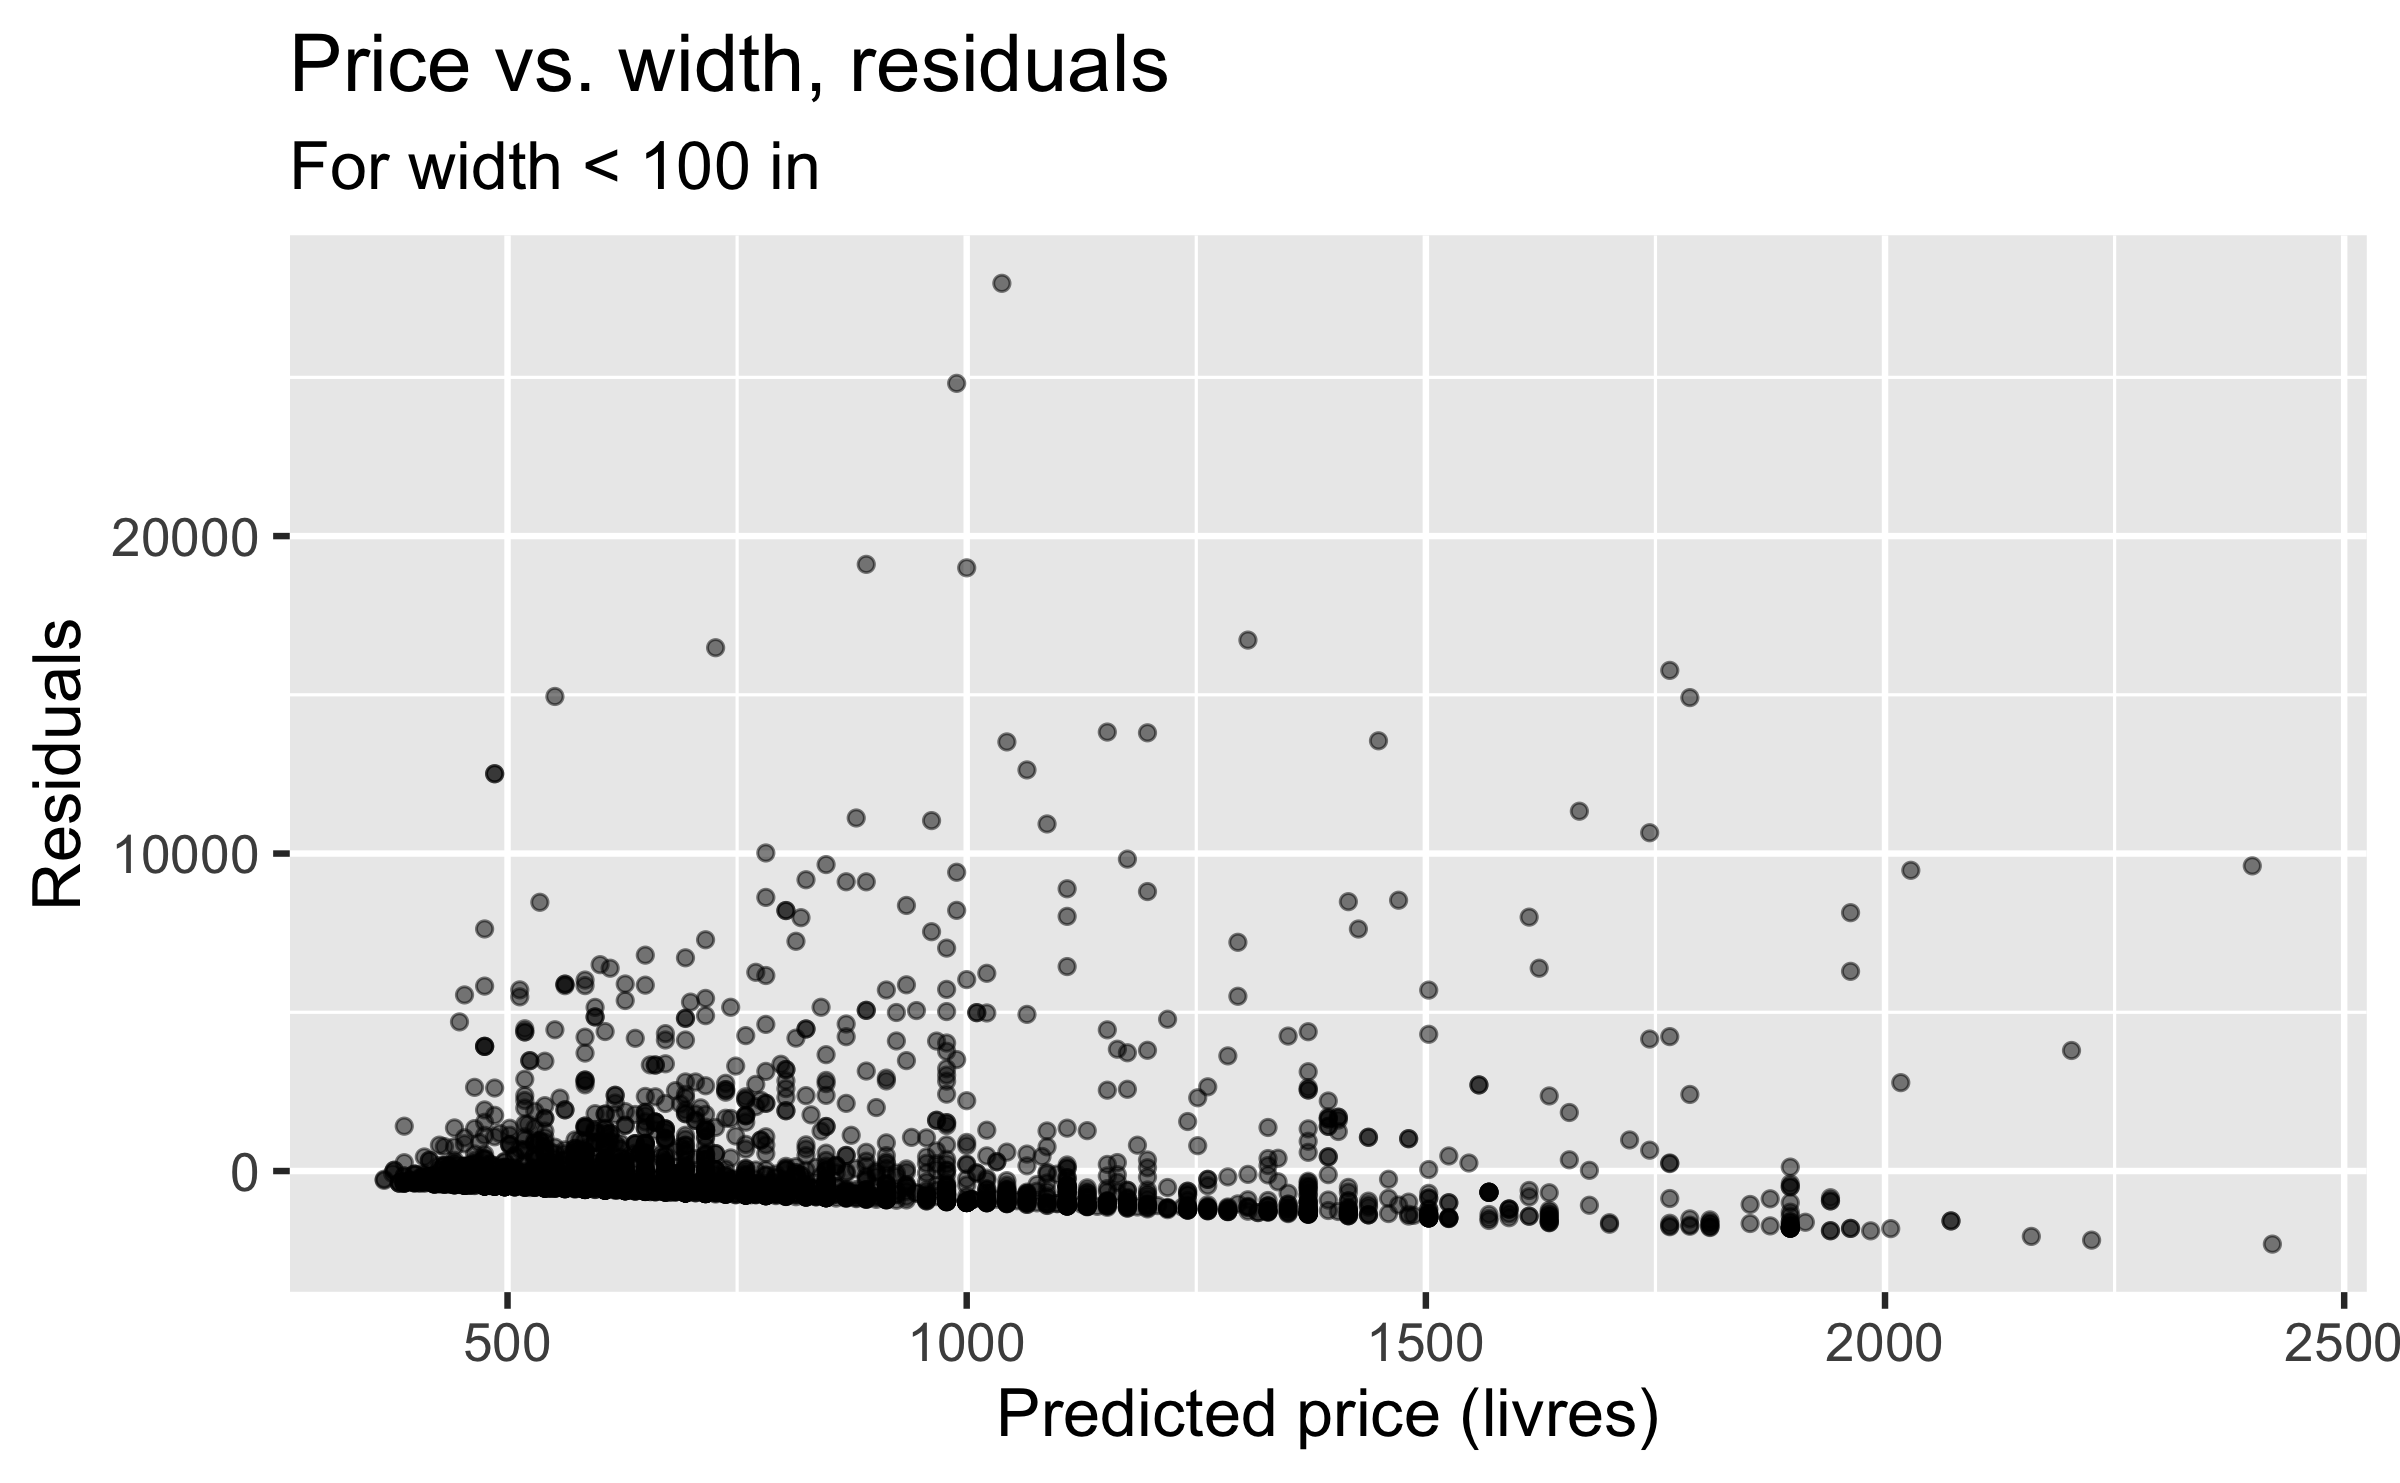 Price vs. width, residuals
For width < 100 in
Residuals
20000
10000
0
500 1000 1500 2000 2500
Predicted price (livres)